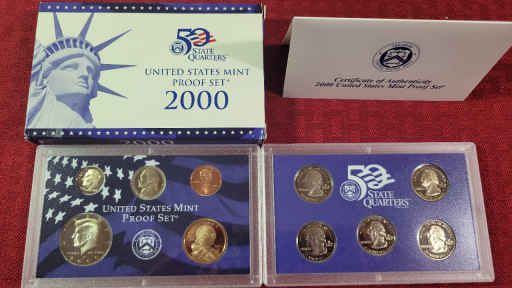 50
STATE
QUARTERS®
UNITED STATES MINT
PROOF SET®
2000
Certificate of Authenticity
2000 United States Mint Proof Set®
2000
UNITED STATES MINT
PROOF SET®
50
STATE
QUARTERS®